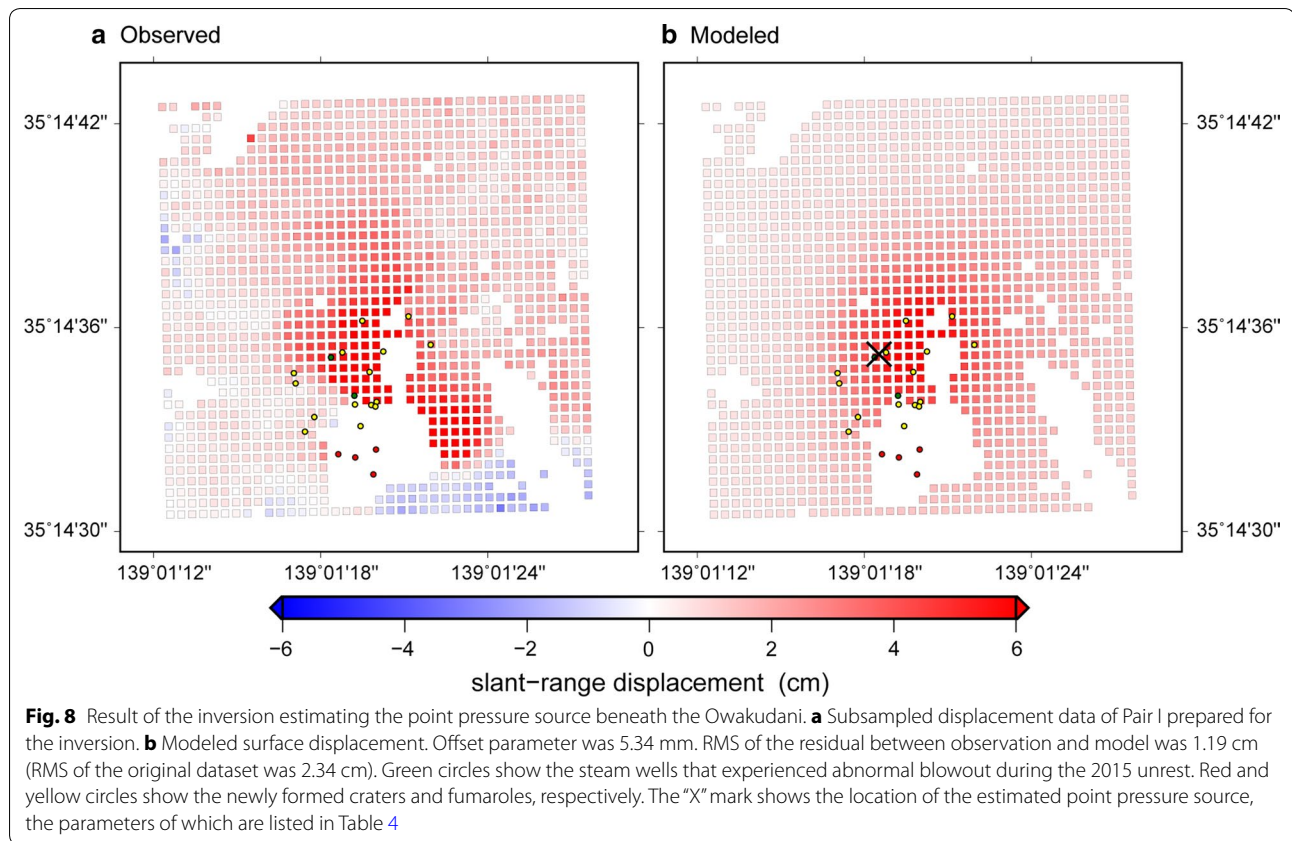 a Observed
b Modeled
35°14'42"
35°14'36"
35°14'30"
35°14'42"
35°14'36"
35°14'30"
139°01'12" 139°01'18" 139°01'24"
139°01'12" 139°01'18" 139°01'24"
−6 −4 −2 0 2 4 6
slant−range displacement (cm)
Fig. 8 Result of the inversion estimating the point pressure source beneath the Owakudani. a Subsampled displacement data of Pair I prepared for
the inversion. b Modeled surface displacement. Offset parameter was 5.34 mm. RMS of the residual between observation and model was 1.19 cm
(RMS of the original dataset was 2.34 cm). Green circles show the steam wells that experienced abnormal blowout during the 2015 unrest. Red and
yellow circles show the newly formed craters and fumaroles, respectively. The “X” mark shows the location of the estimated point pressure source,
the parameters of which are listed in Table 4